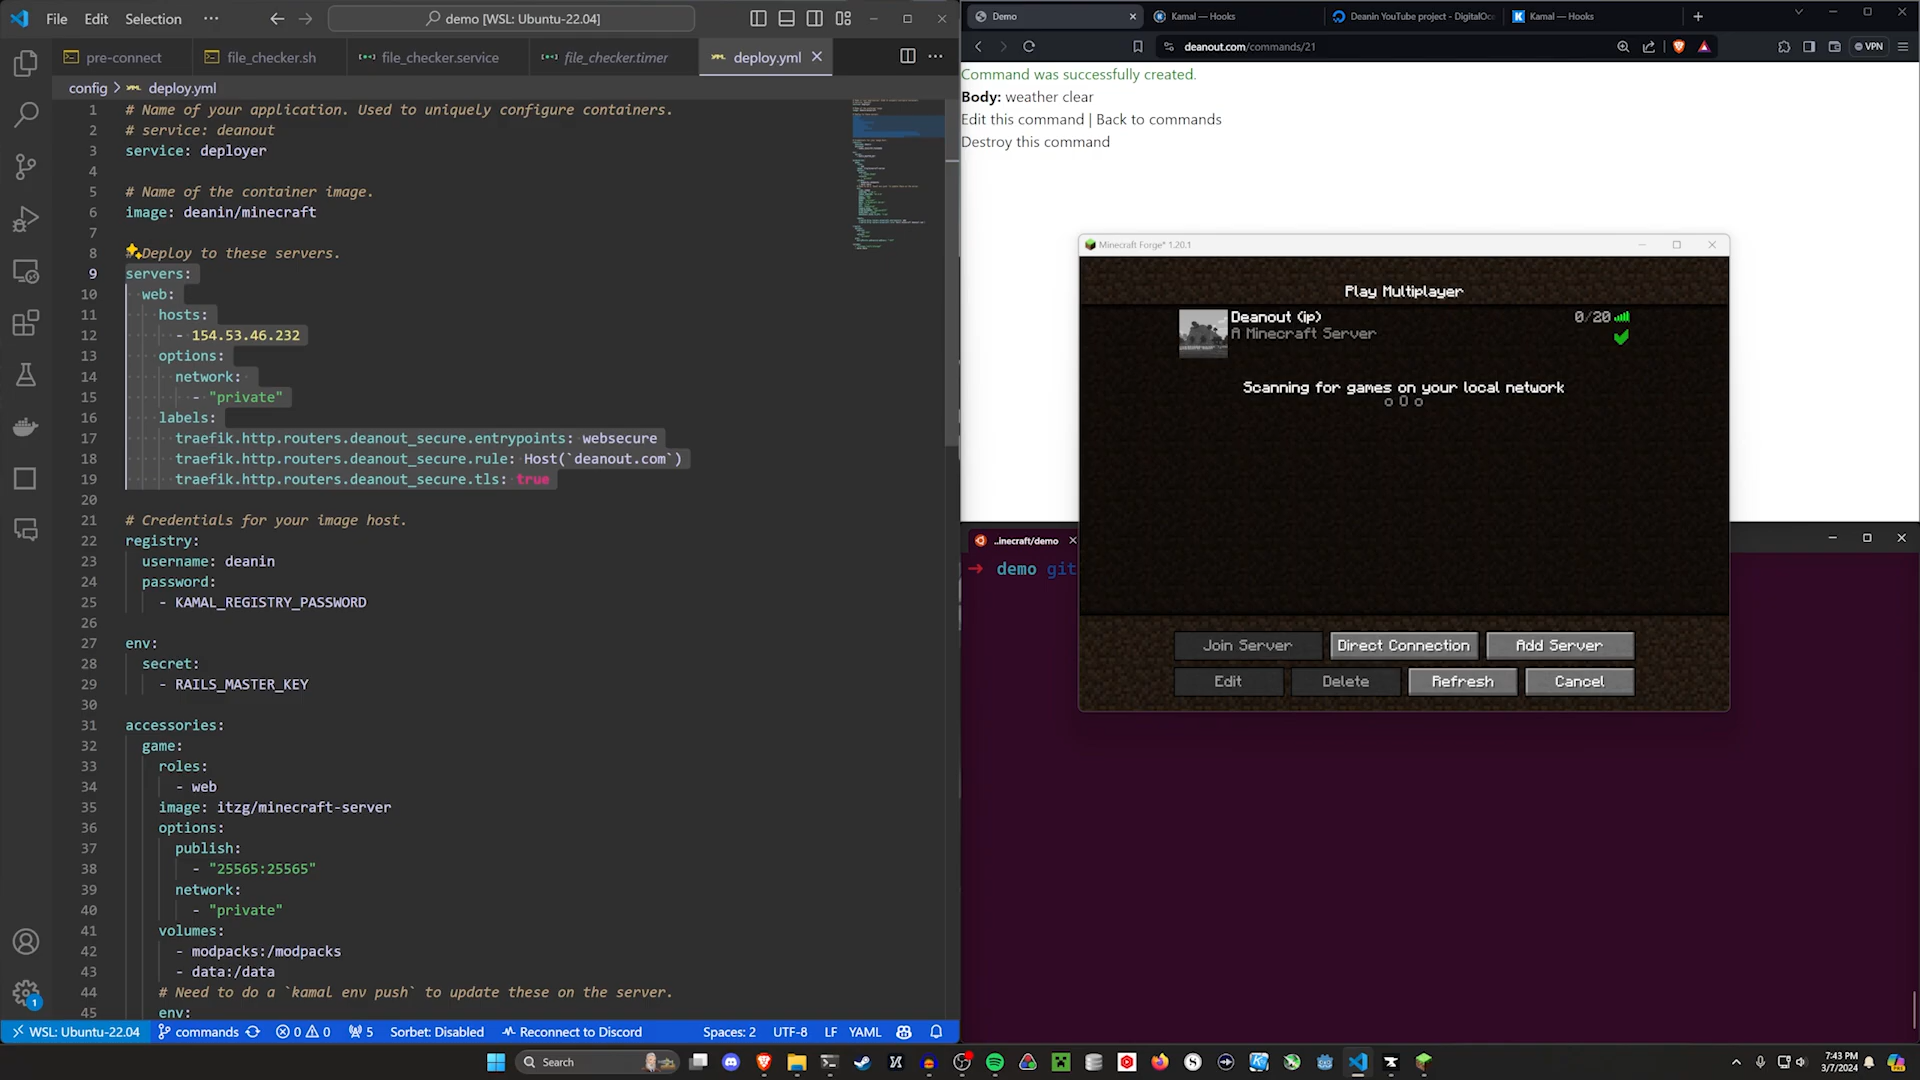 File Edit Selection ··· demo [WSL: Ubuntu-22.04]
pre-connect file_checker.sh file_checker.service file_checker.timer deploy.yml
config > deploy.yml
1 # Name of your application. Used to uniquely configure containers.
2 # service: deanout
3 service: deployer
4
5 # Name of the container image.
6 image: deanin/minecraft
7
8 # Deploy to these servers.
9 servers:
10 web:
11 hosts:
12 - 154.53.46.232
13 options:
14 network:
15 - "private"
16 labels:
17 traefik.http.routers.deanout_secure.entrypoints: websecure
18 traefik.http.routers.deanout_secure.rule: Host(`deanout.com`)
19 traefik.http.routers.deanout_secure.tls: true
20
21 # Credentials for your image host.
22 registry:
23 username: deanin
24 password:
25 - KAMAL_REGISTRY_PASSWORD
26
27 env:
28 secret:
29 - RAILS_MASTER_KEY
30
31 accessories:
32 game:
33 roles:
34 - web
35 image: itzg/minecraft-server
36 options:
37 publish:
38 - "25565:25565"
39 network:
40 - "private"
41 volumes:
42 - modpacks:/modpacks
43 - data:/data
44 # Need to do a `kamal env push` to update these on the server.
45 env:
1 WSL: Ubuntu-22.04 commands 0 0 5 Sorbet: Disabled Reconnect to Discord Spaces: 2 UTF-8 LF YAML
Demo Kamal — Hooks Deanin YouTube project - DigitalOc Kamal — Hooks
deanout.com/commands/21 VPN
Command was successfully created.
Body: weather clear
Edit this command | Back to commands
Destroy this command
Minecraft Forge* 1.20.1
Play Multiplayer
Deanout (ip) 0/20
A Minecraft Server
Scanning for games on your local network
o O o
Join Server Direct Connection Add Server
Edit Delete Refresh Cancel
..inecraft/demo
→ demo git
Search
7:43 PM
3/7/2024